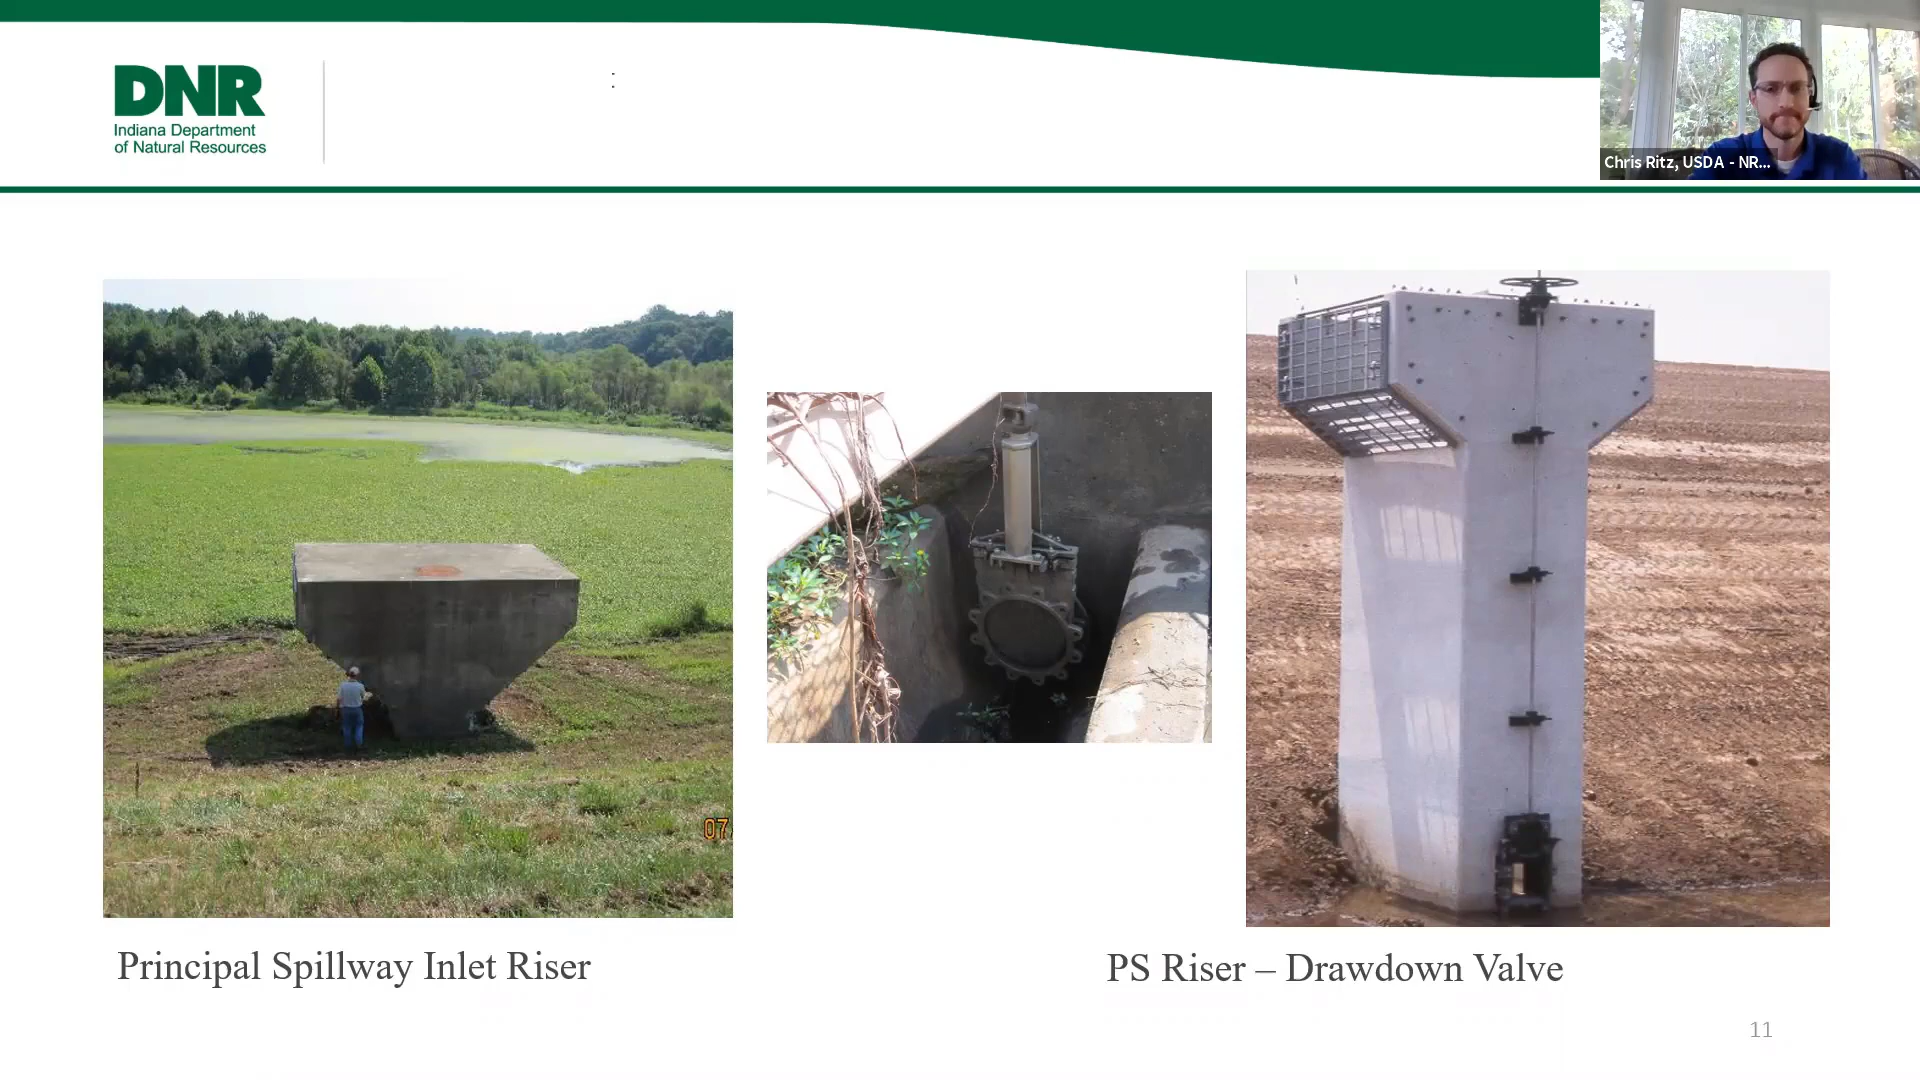 DNR
Indiana Department
of Natural Resources
:
Chris Ritz, USDA - NR...
07
Principal Spillway Inlet Riser
PS Riser – Drawdown Valve
11